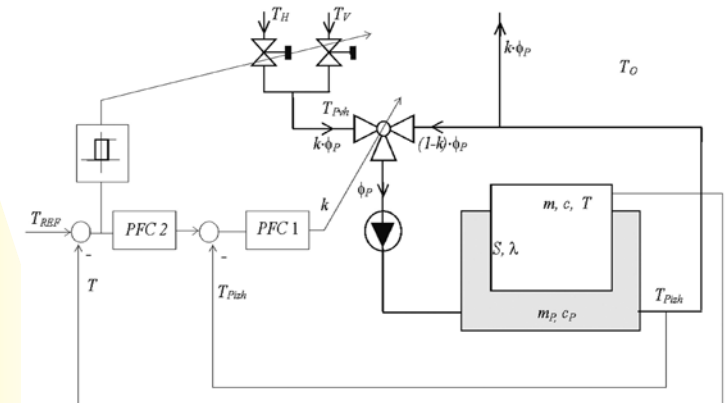 T_H
T_V
k·ϕ_P
T_O
T_Pvh
k·ϕ_P
(1-k)·ϕ_P
ϕ_P
k
T_REF
PFC 2
PFC 1
-
-
T
T_Pizh
m, c, T
S, λ
T_Pizh
m_P, c_P